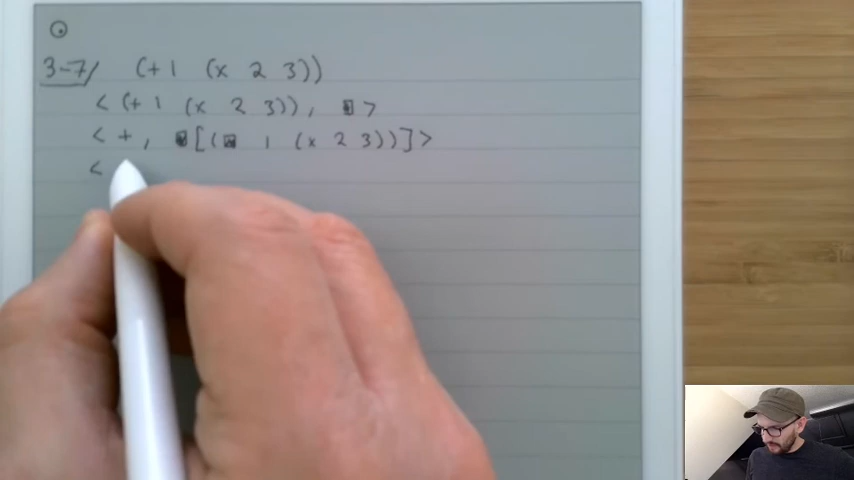 3-7/ (+ 1 (x 2 3))
< (+ 1 (x 2 3)), ■ >
< +, ■ [(■ 1 (x 2 3))] >
<